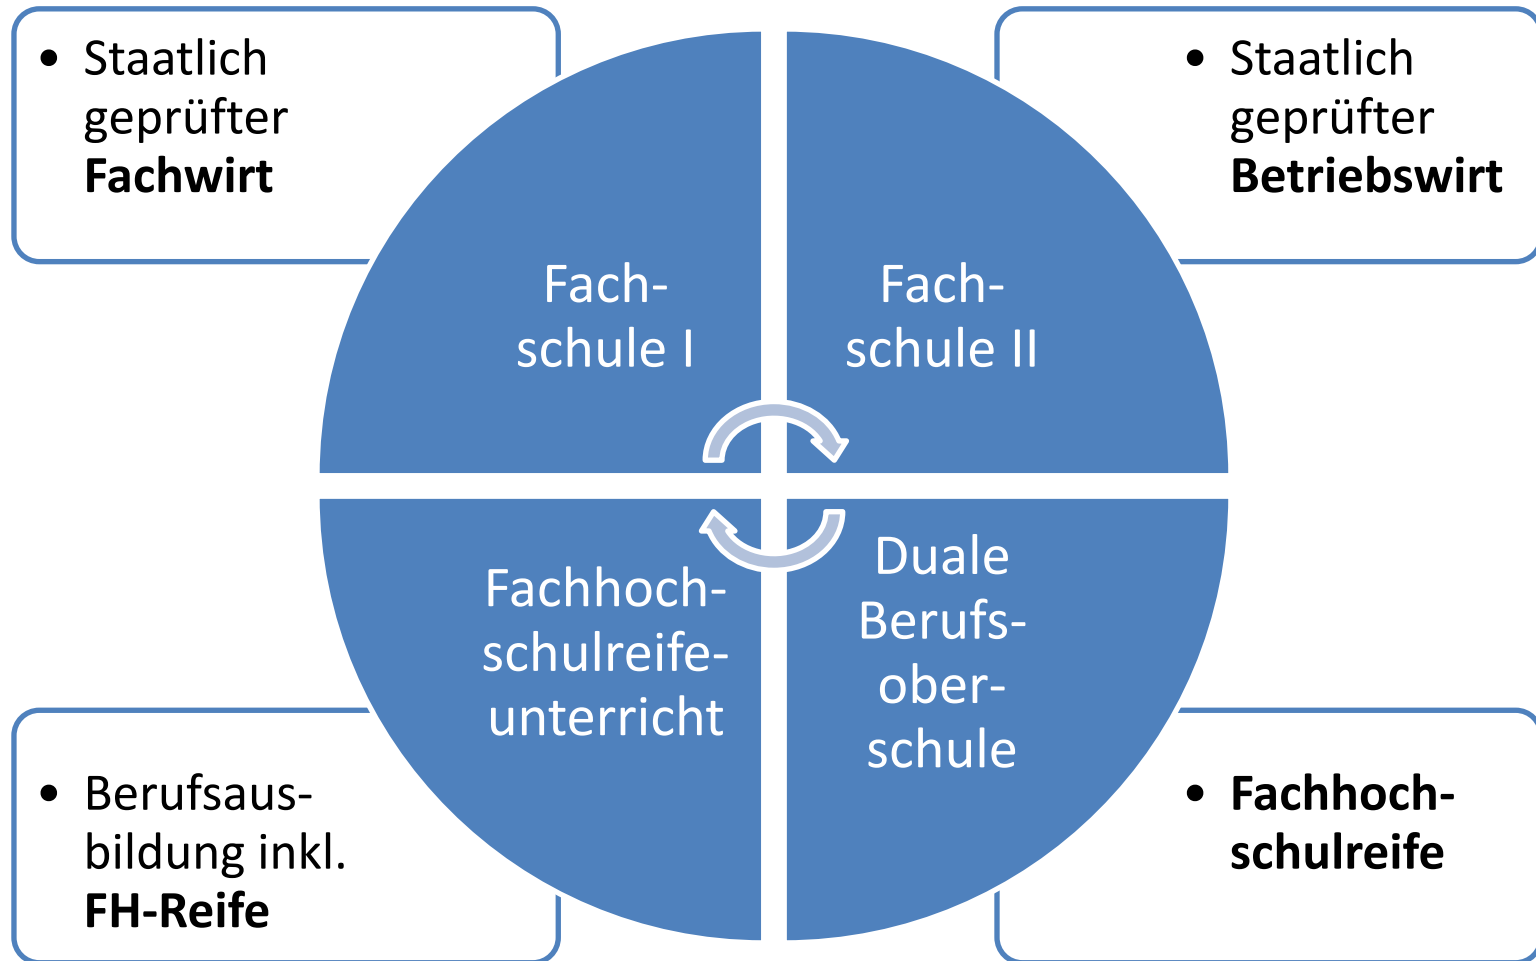 • Staatlich
geprüfter
Fachwirt
• Staatlich
geprüfter
Betriebswirt
Fach-
schule I
Fach-
schule II
Fachhoch-
schulreife-
unterricht
Duale
Berufs-
ober-
schule
• Berufsaus-
bildung inkl.
FH-Reife
• Fachhoch-
schulreife